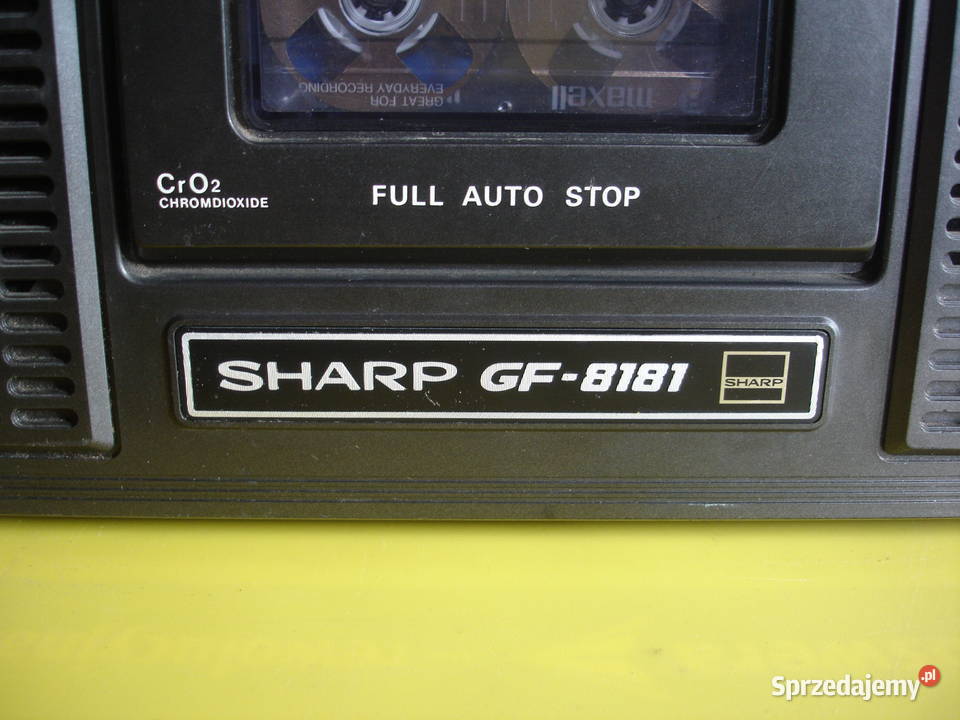 GREAT FOR
EVERYDAY RECORDING
maxell
CrO2
CHROMDIOXIDE
FULL AUTO STOP
SHARP GF-8181 SHARP
Sprzedajemy.pl